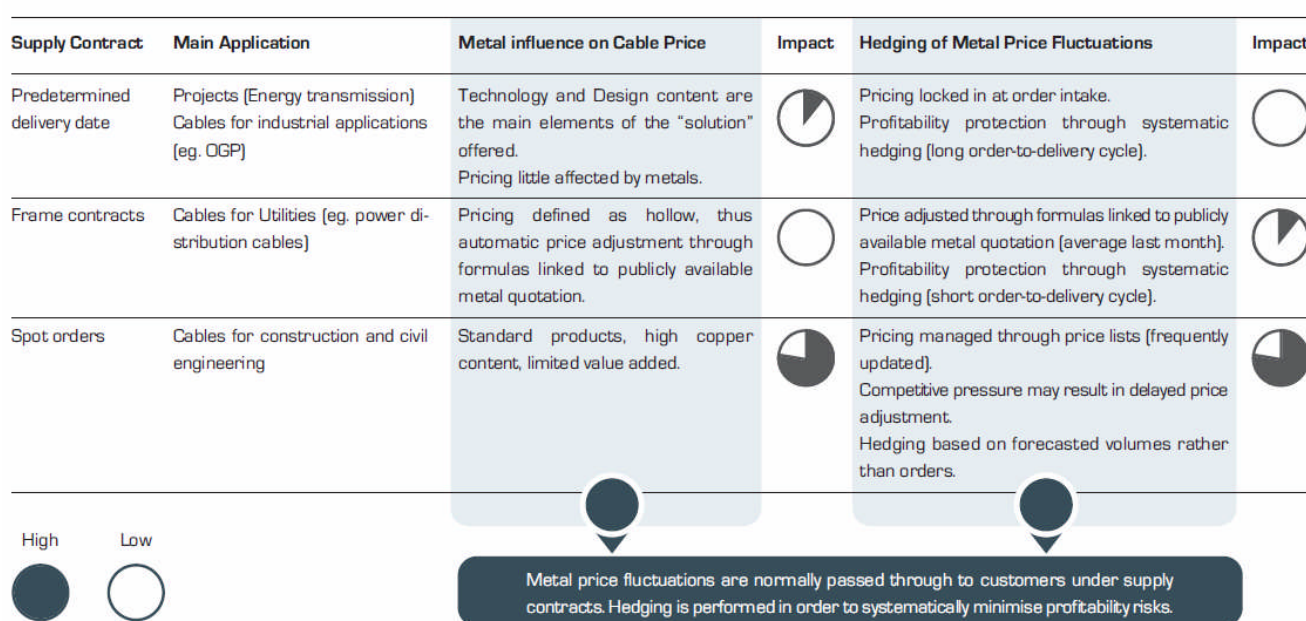 Supply Contract Main Application Metal influence on Cable Price Impact Hedging of Metal Price Fluctuations Impact
Predetermined
delivery date
Projects (Energy transmission)
Cables for industrial applications
(eg. OGP)
Technology and Design content are
the main elements of the “solution”
offered.
Pricing little affected by metals.
Pricing locked in at order intake.
Profitability protection through systematic
hedging (long order-to-delivery cycle).
Frame contracts
Cables for Utilities (eg. power di-
stribution cables)
Pricing defined as hollow, thus
automatic price adjustment through
formulas linked to publicly available
metal quotation.
Price adjusted through formulas linked to publicly
available metal quotation (average last month).
Profitability protection through systematic
hedging (short order-to-delivery cycle).
Spot orders
Cables for construction and civil
engineering
Standard products, high copper
content, limited value added.
Pricing managed through price lists (frequently
updated).
Competitive pressure may result in delayed price
adjustment.
Hedging based on forecasted volumes rather
than orders.
High Low
Metal price fluctuations are normally passed through to customers under supply
contracts. Hedging is performed in order to systematically minimise profitability risks.